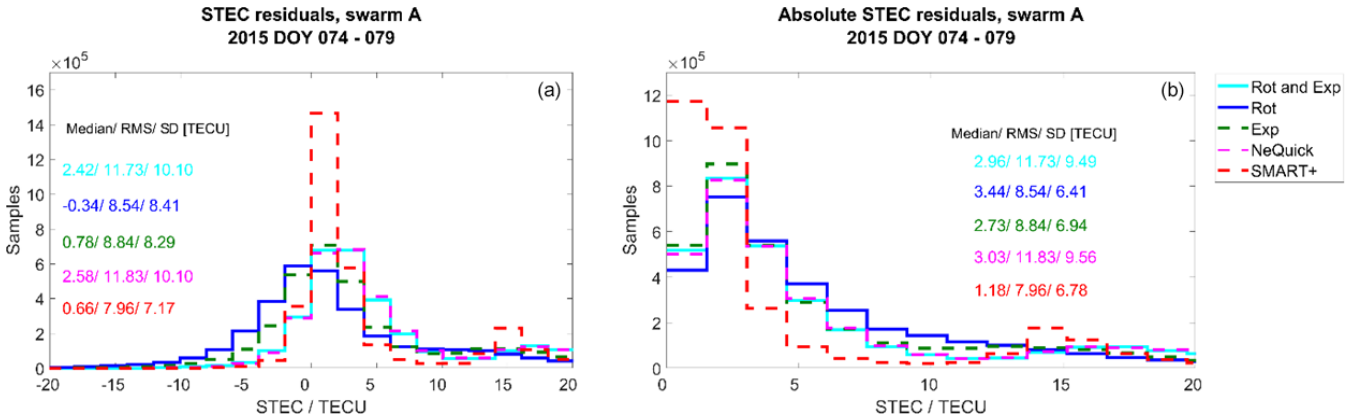 STEC residuals, swarm A
2015 DOY 074 - 079
×10⁵
(a)
16
14
12
10
8
6
4
2
0
Samples
Median/ RMS/ SD [TECU]
2.42/ 11.73/ 10.10
-0.34/ 8.54/ 8.41
0.78/ 8.84/ 8.29
2.58/ 11.83/ 10.10
0.66/ 7.96/ 7.17
-20 -15 -10 -5 0 5 10 15 20
STEC / TECU
Absolute STEC residuals, swarm A
2015 DOY 074 - 079
×10⁵
(b)
12
10
8
6
4
2
0
Samples
Median/ RMS/ SD [TECU]
2.96/ 11.73/ 9.49
3.44/ 8.54/ 6.41
2.73/ 8.84/ 6.94
3.03/ 11.83/ 9.56
1.18/ 7.96/ 6.78
0 5 10 15 20
STEC / TECU
Rot and Exp
Rot
Exp
NeQuick
SMART+